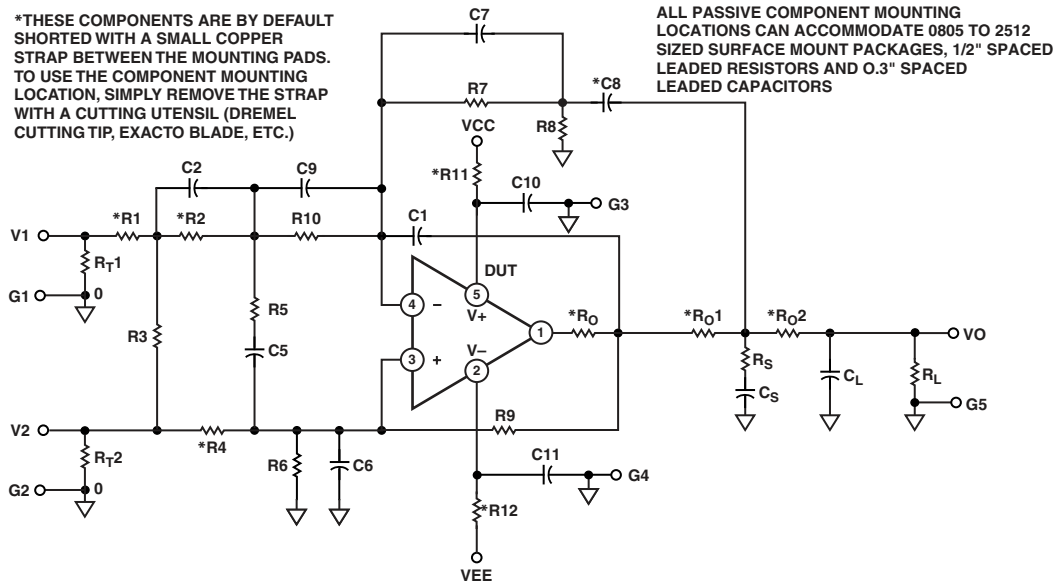 *THESE COMPONENTS ARE BY DEFAULT
SHORTED WITH A SMALL COPPER
STRAP BETWEEN THE MOUNTING PADS.
TO USE THE COMPONENT MOUNTING
LOCATION, SIMPLY REMOVE THE STRAP
WITH A CUTTING UTENSIL (DREMEL
CUTTING TIP, EXACTO BLADE, ETC.)
ALL PASSIVE COMPONENT MOUNTING
LOCATIONS CAN ACCOMMODATE 0805 TO 2512
SIZED SURFACE MOUNT PACKAGES, 1/2" SPACED
LEADED RESISTORS AND O.3" SPACED
LEADED CAPACITORS
C7
R7
*C8
R8
VCC
*R11
C10
G3
C2
C9
*R1
*R2
R10
C1
V1
RT1
G1
0
R3
R5
C5
DUT
5
V+
4
–
3
+
V–
2
1
*RO
*RO1
*RO2
VO
RS
CS
CL
RL
G5
V2
*R4
R9
RT2
G2
0
R6
C6
C11
G4
*R12
VEE